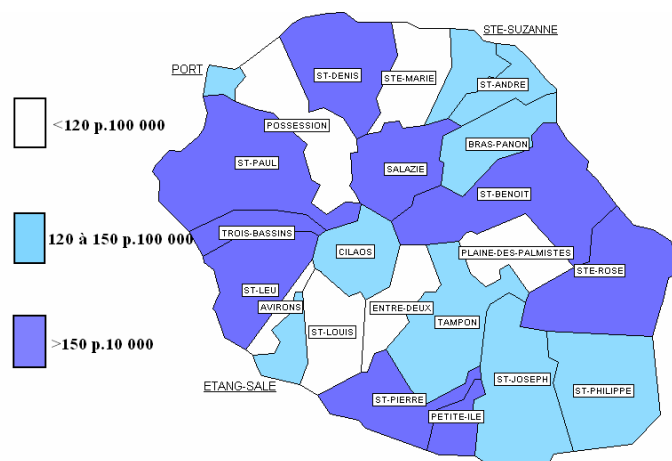 STE-SUZANNE
PORT
ST-DENIS
STE-MARIE
ST-ANDRE
<120 p.100 000
POSSESSION
BRAS-PANON
ST-PAUL
SALAZIE
ST-BENOIT
TROIS-BASSINS
120 à 150 p.100 000
CILAOS
PLAINE-DES-PALMISTES
STE-ROSE
ST-LEU
AVIRONS
ENTRE-DEUX
TAMPON
ST-LOUIS
>150 p.10 000
ETANG-SALE
ST-JOSEPH
ST-PHILIPPE
ST-PIERRE
PETITE-ILE